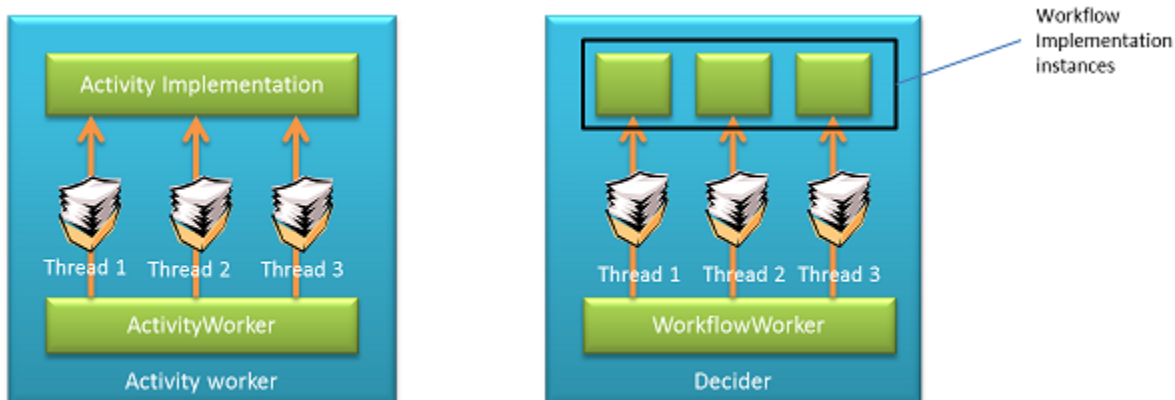 Activity Implementation
Thread 1
Thread 2
Thread 3
ActivityWorker
Activity worker
Workflow
Implementation
instances
Thread 1
Thread 2
Thread 3
WorkflowWorker
Decider